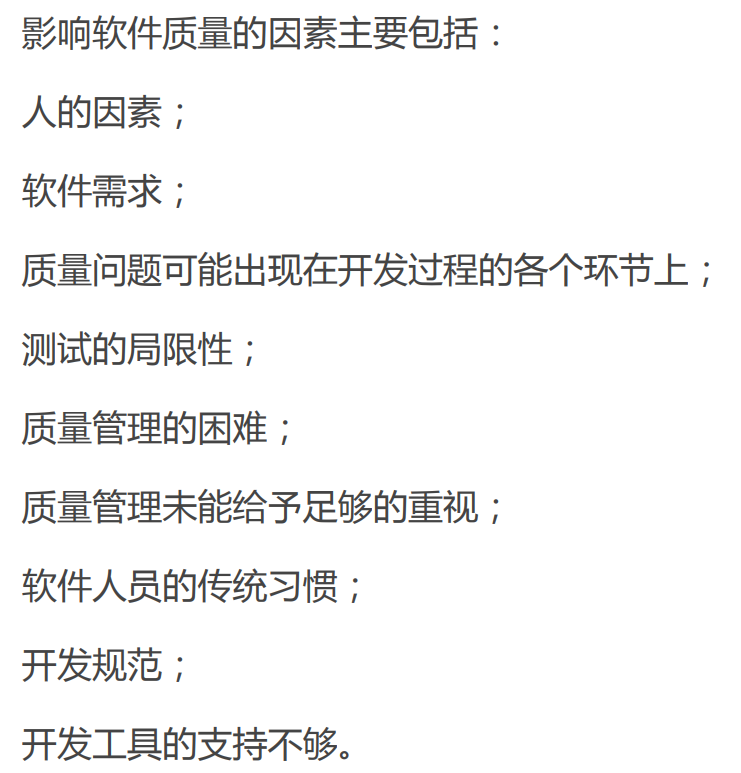 影响软件质量的因素主要包括：
人的因素；
软件需求；
质量问题可能出现在开发过程的各个环节上；
测试的局限性；
质量管理的困难；
质量管理未能给予足够的重视；
软件人员的传统习惯；
开发规范；
开发工具的支持不够。